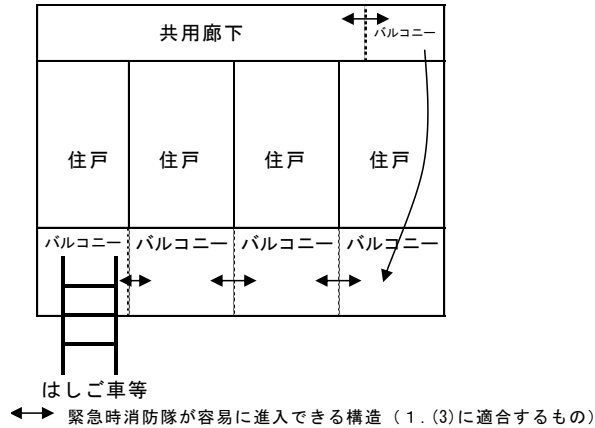 共用廊下 バルコニー
住戸 住戸 住戸 住戸
バルコニー バルコニー バルコニー バルコニー
はしご車等
緊急時消防隊が容易に進入できる構造（１.(3)に適合するもの）